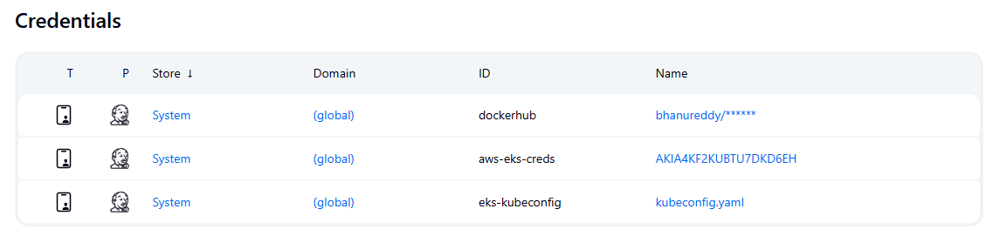 Credentials
T P Store ↓ Domain ID Name
System (global) dockerhub bhanureddy/******
System (global) aws-eks-creds AKIA4KF2KUBTU7DKD6EH
System (global) eks-kubeconfig kubeconfig.yaml